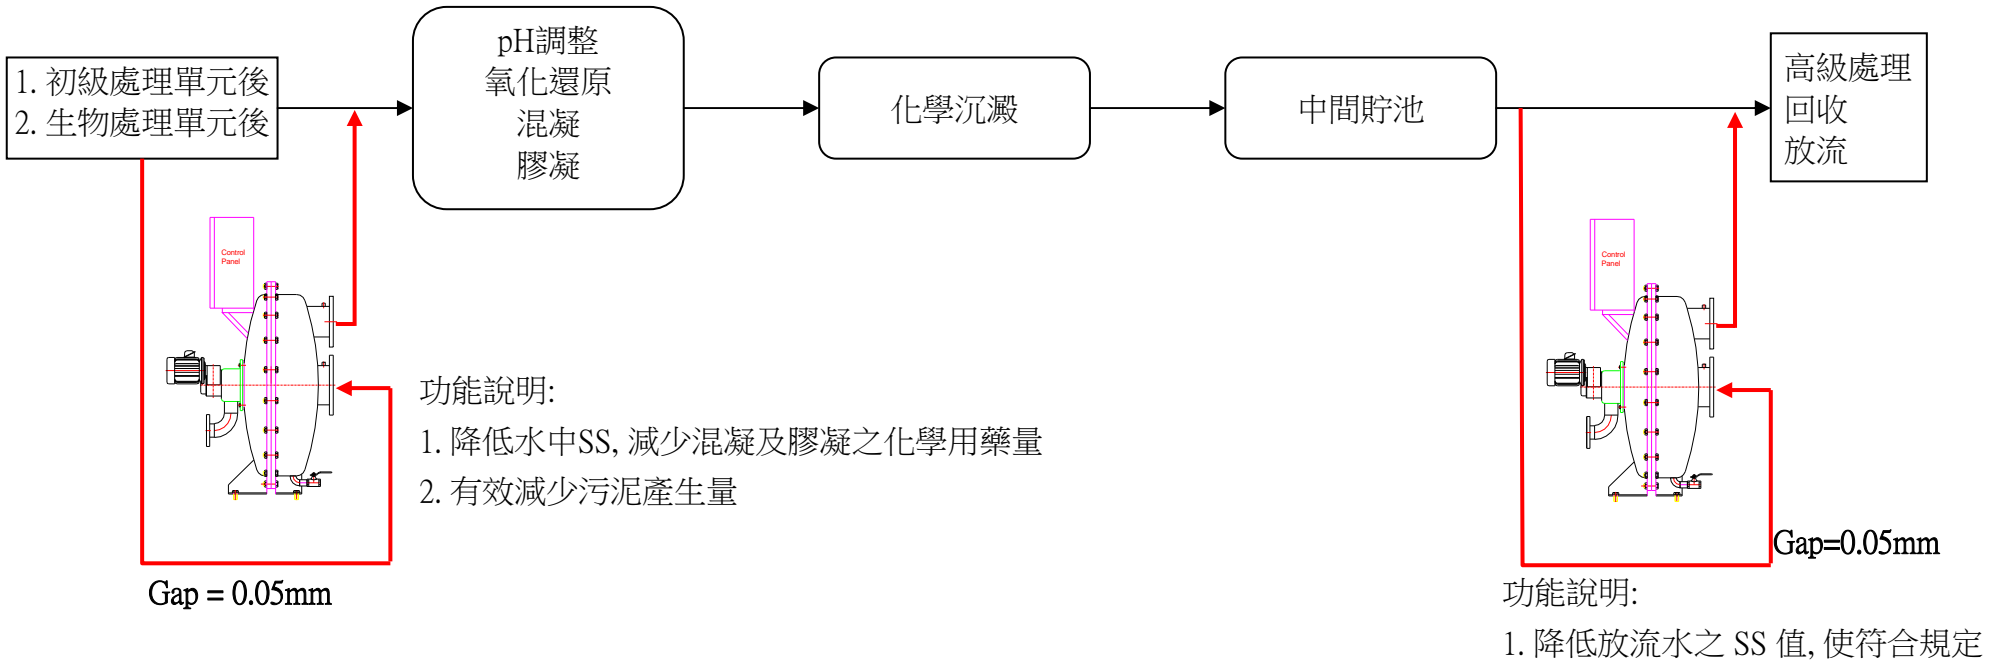 1. 初級處理單元後
2. 生物處理單元後
pH調整
氧化還原
混凝
膠凝
化學沉澱
中間貯池
高級處理
回收
放流
Control
Panel
Control
Panel
功能說明:
1. 降低水中SS, 減少混凝及膠凝之化學用藥量
2. 有效減少污泥產生量
Gap = 0.05mm
Gap=0.05mm
功能說明:
1. 降低放流水之 SS 值, 使符合規定